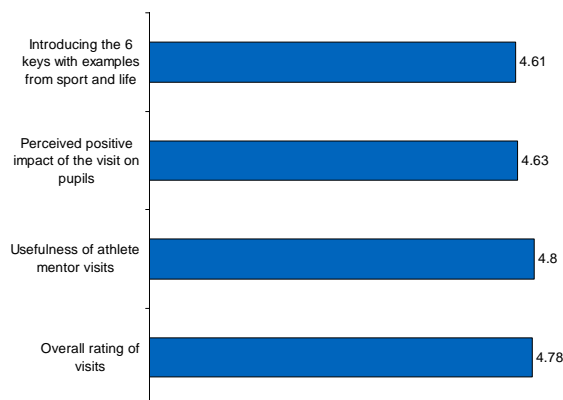 Introducing the 6
keys with examples
from sport and life
4.61
Perceived positive
impact of the visit on
pupils
4.63
Usefulness of athlete
mentor visits
4.8
Overall rating of
visits
4.78